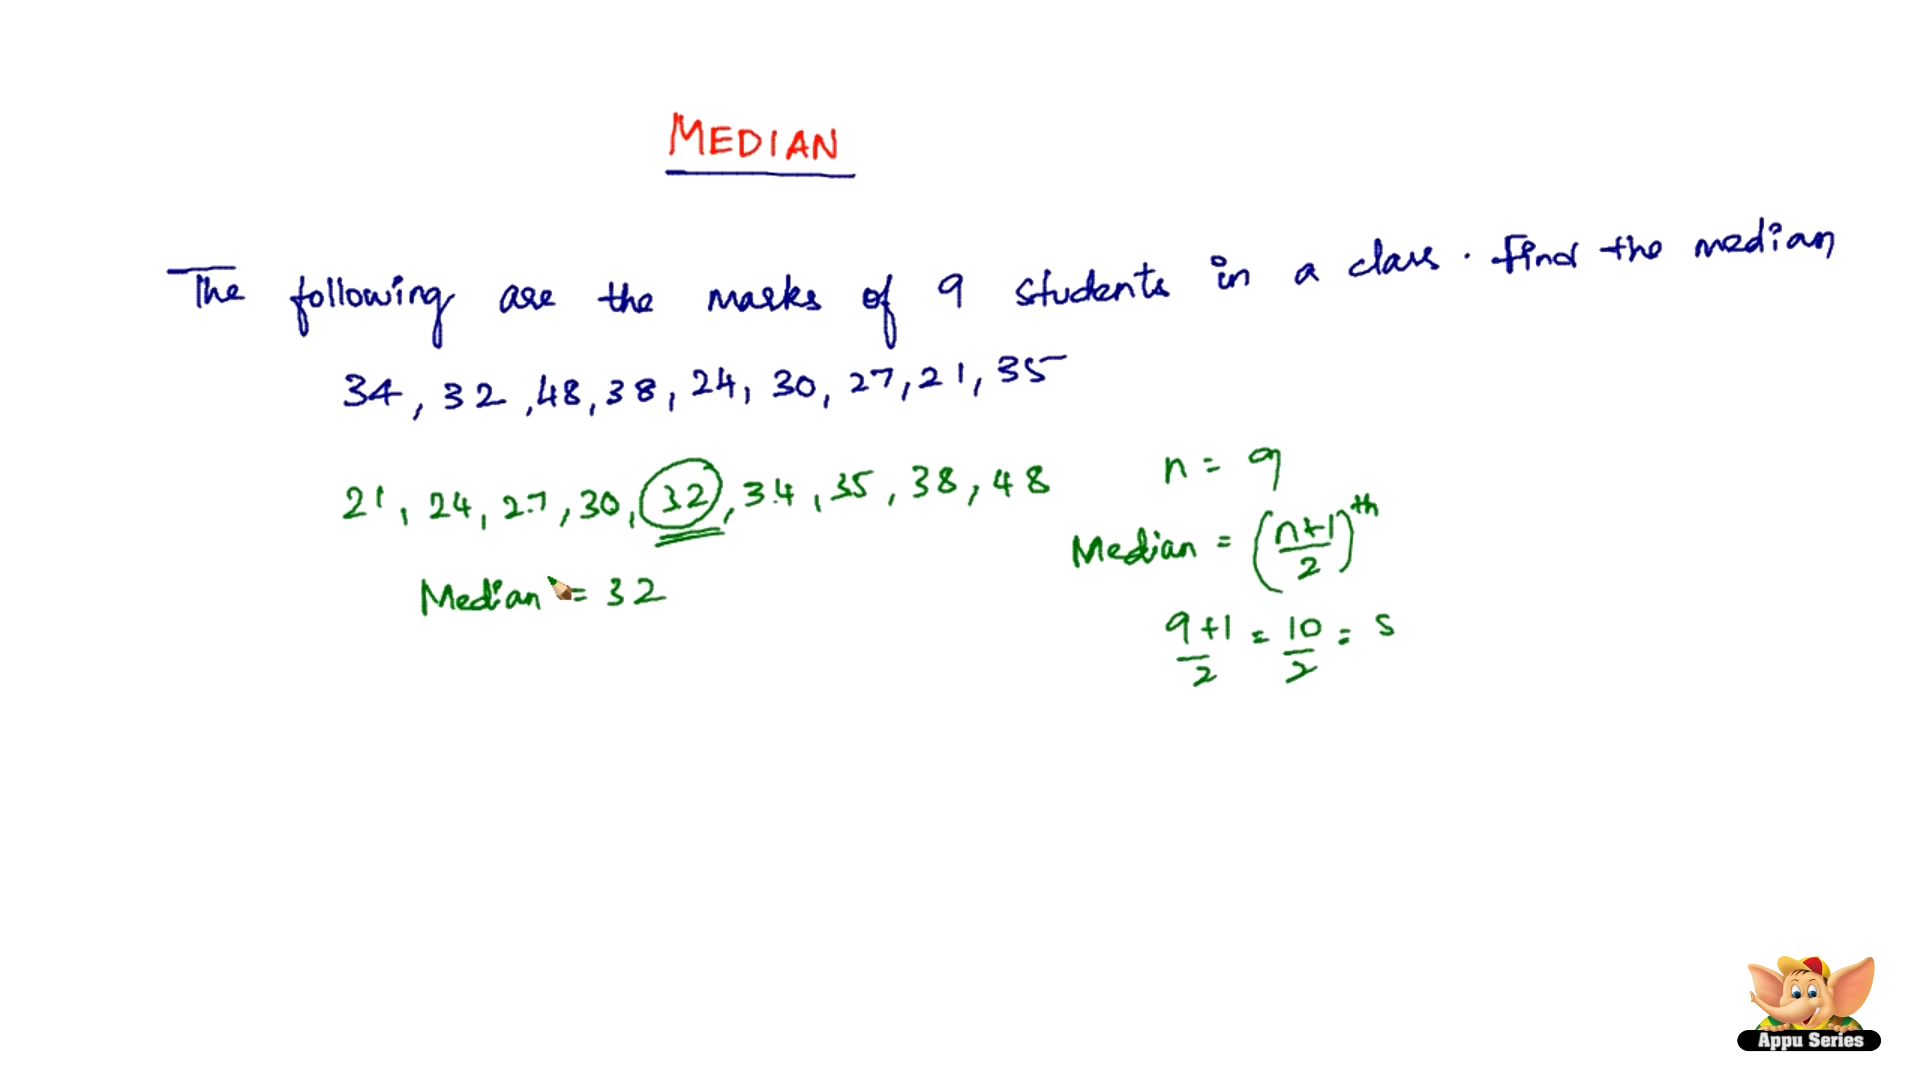 MEDIAN
The following are the marks of 9 students in a class. Find the median
34, 32, 48, 38, 24, 30, 27, 21, 35
21, 24, 27, 30, 32, 34, 35, 38, 48
n = 9
Median = (n+1/2)th
Median = 32
9+1/2 = 10/2 = 5
Appu Series